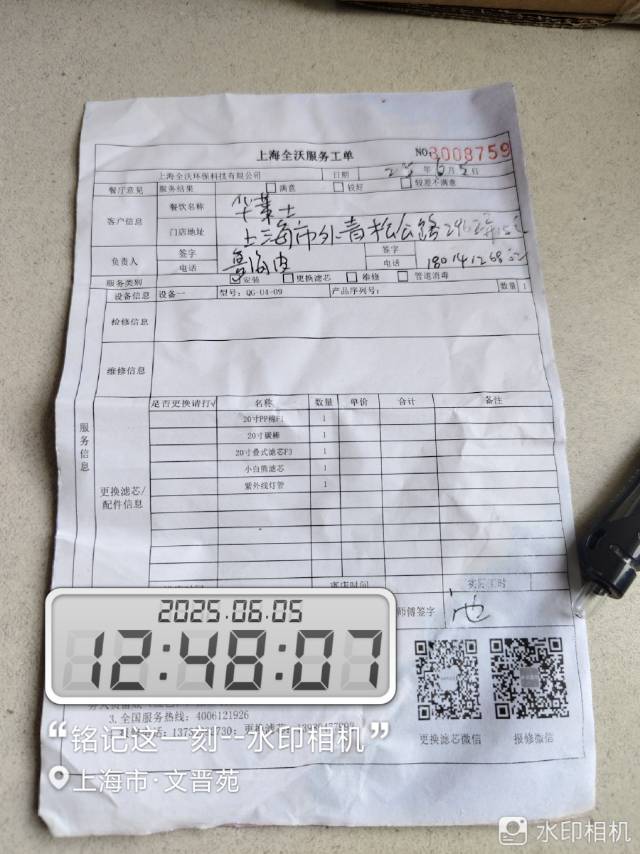 上海全沃服务工单
NO. 3008759
上海全沃环保科技有限公司 日期 25 年 6 月 5 日
餐厅意见 服务结果 满意 较好 较差不满意
客户信息 餐饮名称 华莱士
门店地址 上海市外青松公路
负责人 签字 签字
电话 电话
服务类别 安装 更换滤芯 维修 管道消毒
设备信息 设备一 型号: QG-04-09 产品序列号: 数量 1
检修信息
维修信息
服务信息
是否更换请打√ 名称 数量 单价 合计 备注
更换滤芯/配件信息
20寸PP棉F1 1
20寸碳棒 1
20寸叠式滤芯F3 1
小白熊滤芯 1
紫外线灯管 1
离店时间
师傅签字
2025.06.05
12:48:07
3.全国服务热线: 4006121926
更换滤芯微信 报修微信
“铭记这一刻--水印相机”
上海市·文晋苑
水印相机